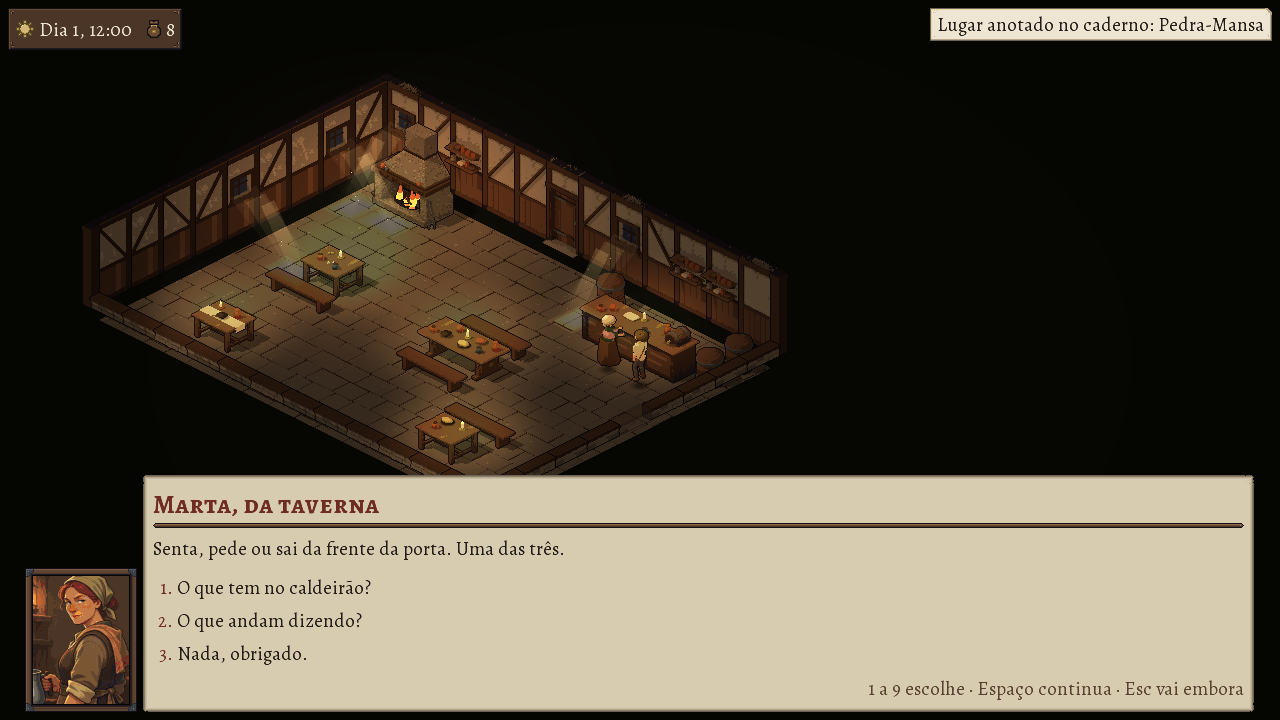 Dia 1, 12:00 8
Lugar anotado no caderno: Pedra-Mansa
Marta, da taverna
Senta, pede ou sai da frente da porta. Uma das três.
1. O que tem no caldeirão?
2. O que andam dizendo?
3. Nada, obrigado.
1 a 9 escolhe · Espaço continua · Esc vai embora